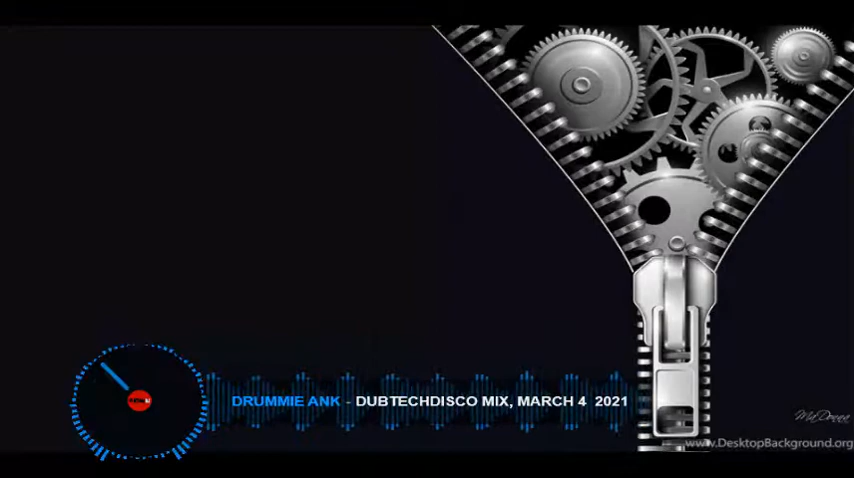 DRUMMIE ANK - DUBTECHDISCO MIX, MARCH 4 2021
www.DesktopBackground.org